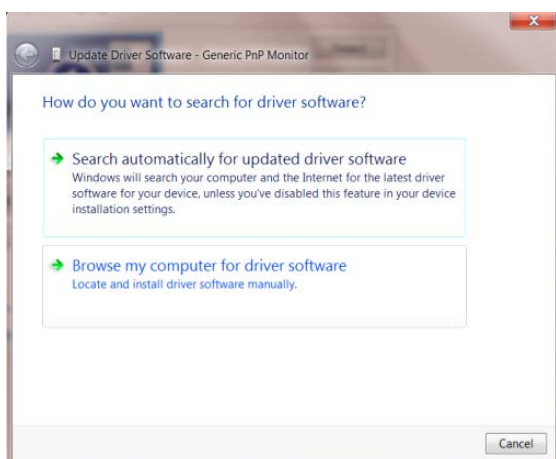 Update Driver Software - Generic PnP Monitor
How do you want to search for driver software?
Search automatically for updated driver software
Windows will search your computer and the Internet for the latest driver
software for your device, unless you've disabled this feature in your device
installation settings.
Browse my computer for driver software
Locate and install driver software manually.
Cancel